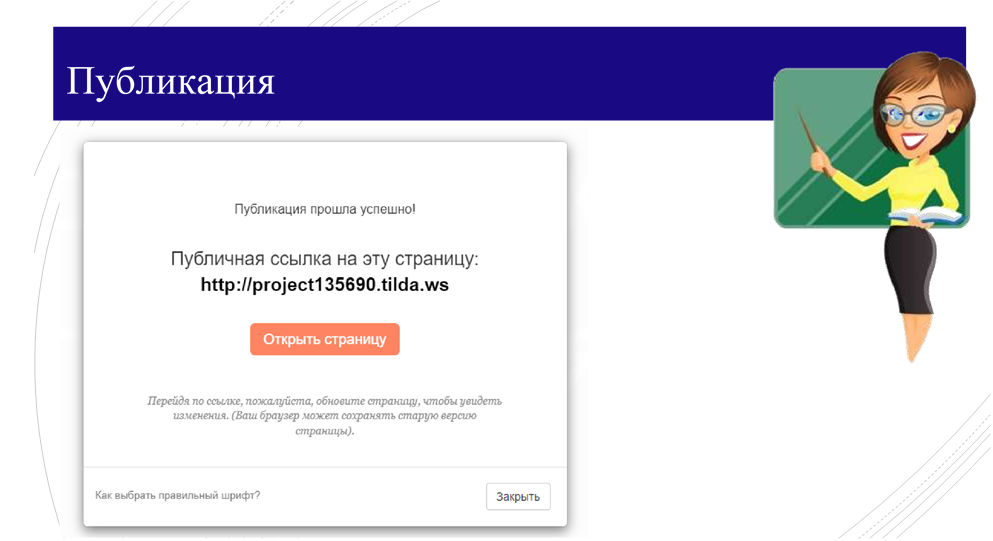 Публикация
Публикация прошла успешно!
Публичная ссылка на эту страницу:
http://project135690.tilda.ws
Открыть страницу
Перейдя по ссылке, пожалуйста, обновите страницу, чтобы увидеть
изменения. (Ваш браузер может сохранять старую версию
страницы).
Как выбрать правильный шрифт?
Закрыть